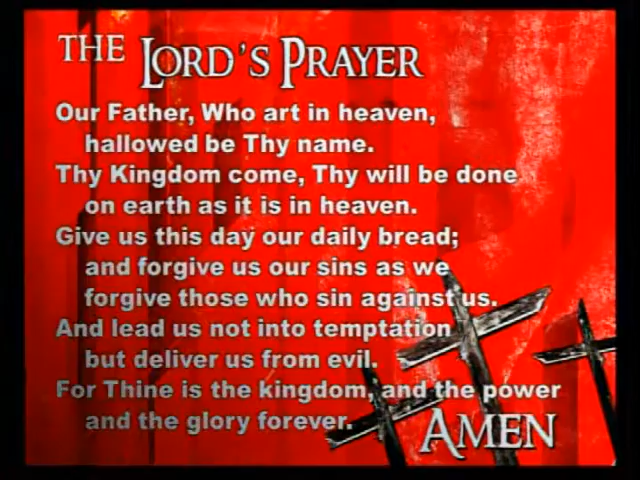 THE LORD'S PRAYER
Our Father, Who art in heaven,
hallowed be Thy name.
Thy Kingdom come, Thy will be done
on earth as it is in heaven.
Give us this day our daily bread;
and forgive us our sins as we
forgive those who sin against us.
And lead us not into temptation
but deliver us from evil.
For Thine is the kingdom, and the power
and the glory forever.
AMEN